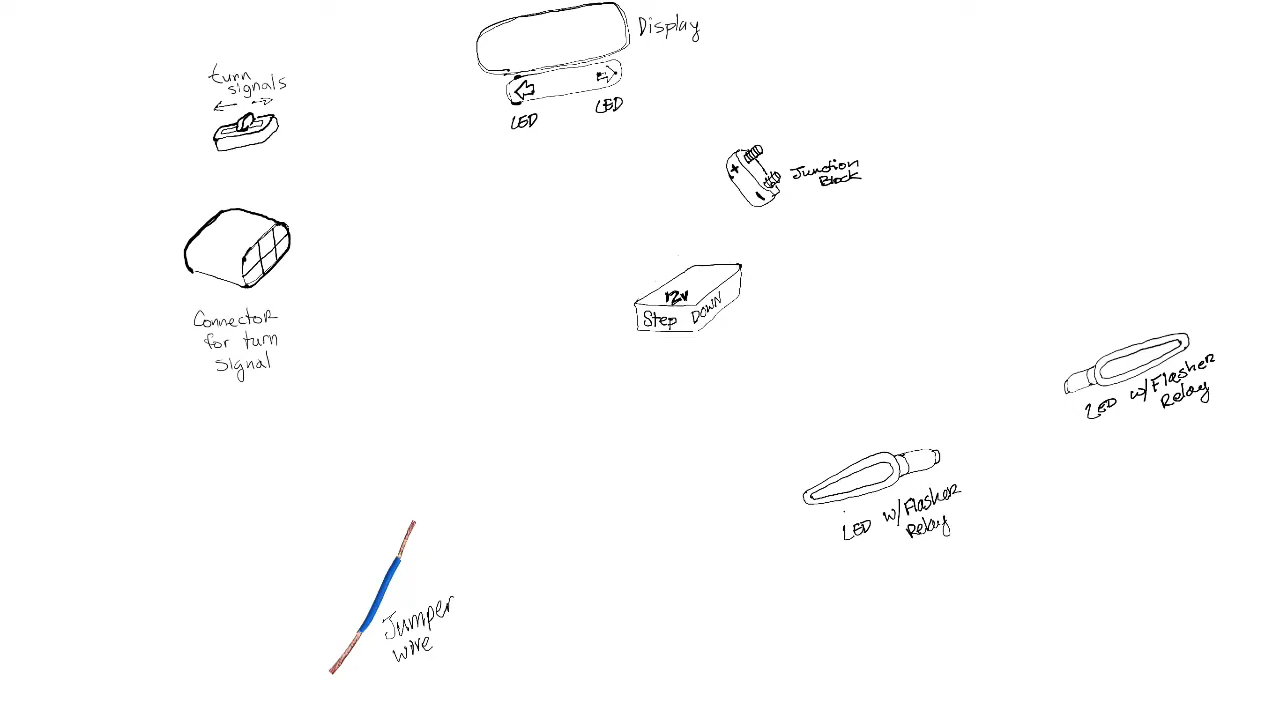 Display
turn
signals
LED
LED
+
-
Junction
Block
12v
Step DOWN
Connector
for turn
signal
LED w/Flasher
Relay
LED w/Flasher
Relay
Jumper
wire